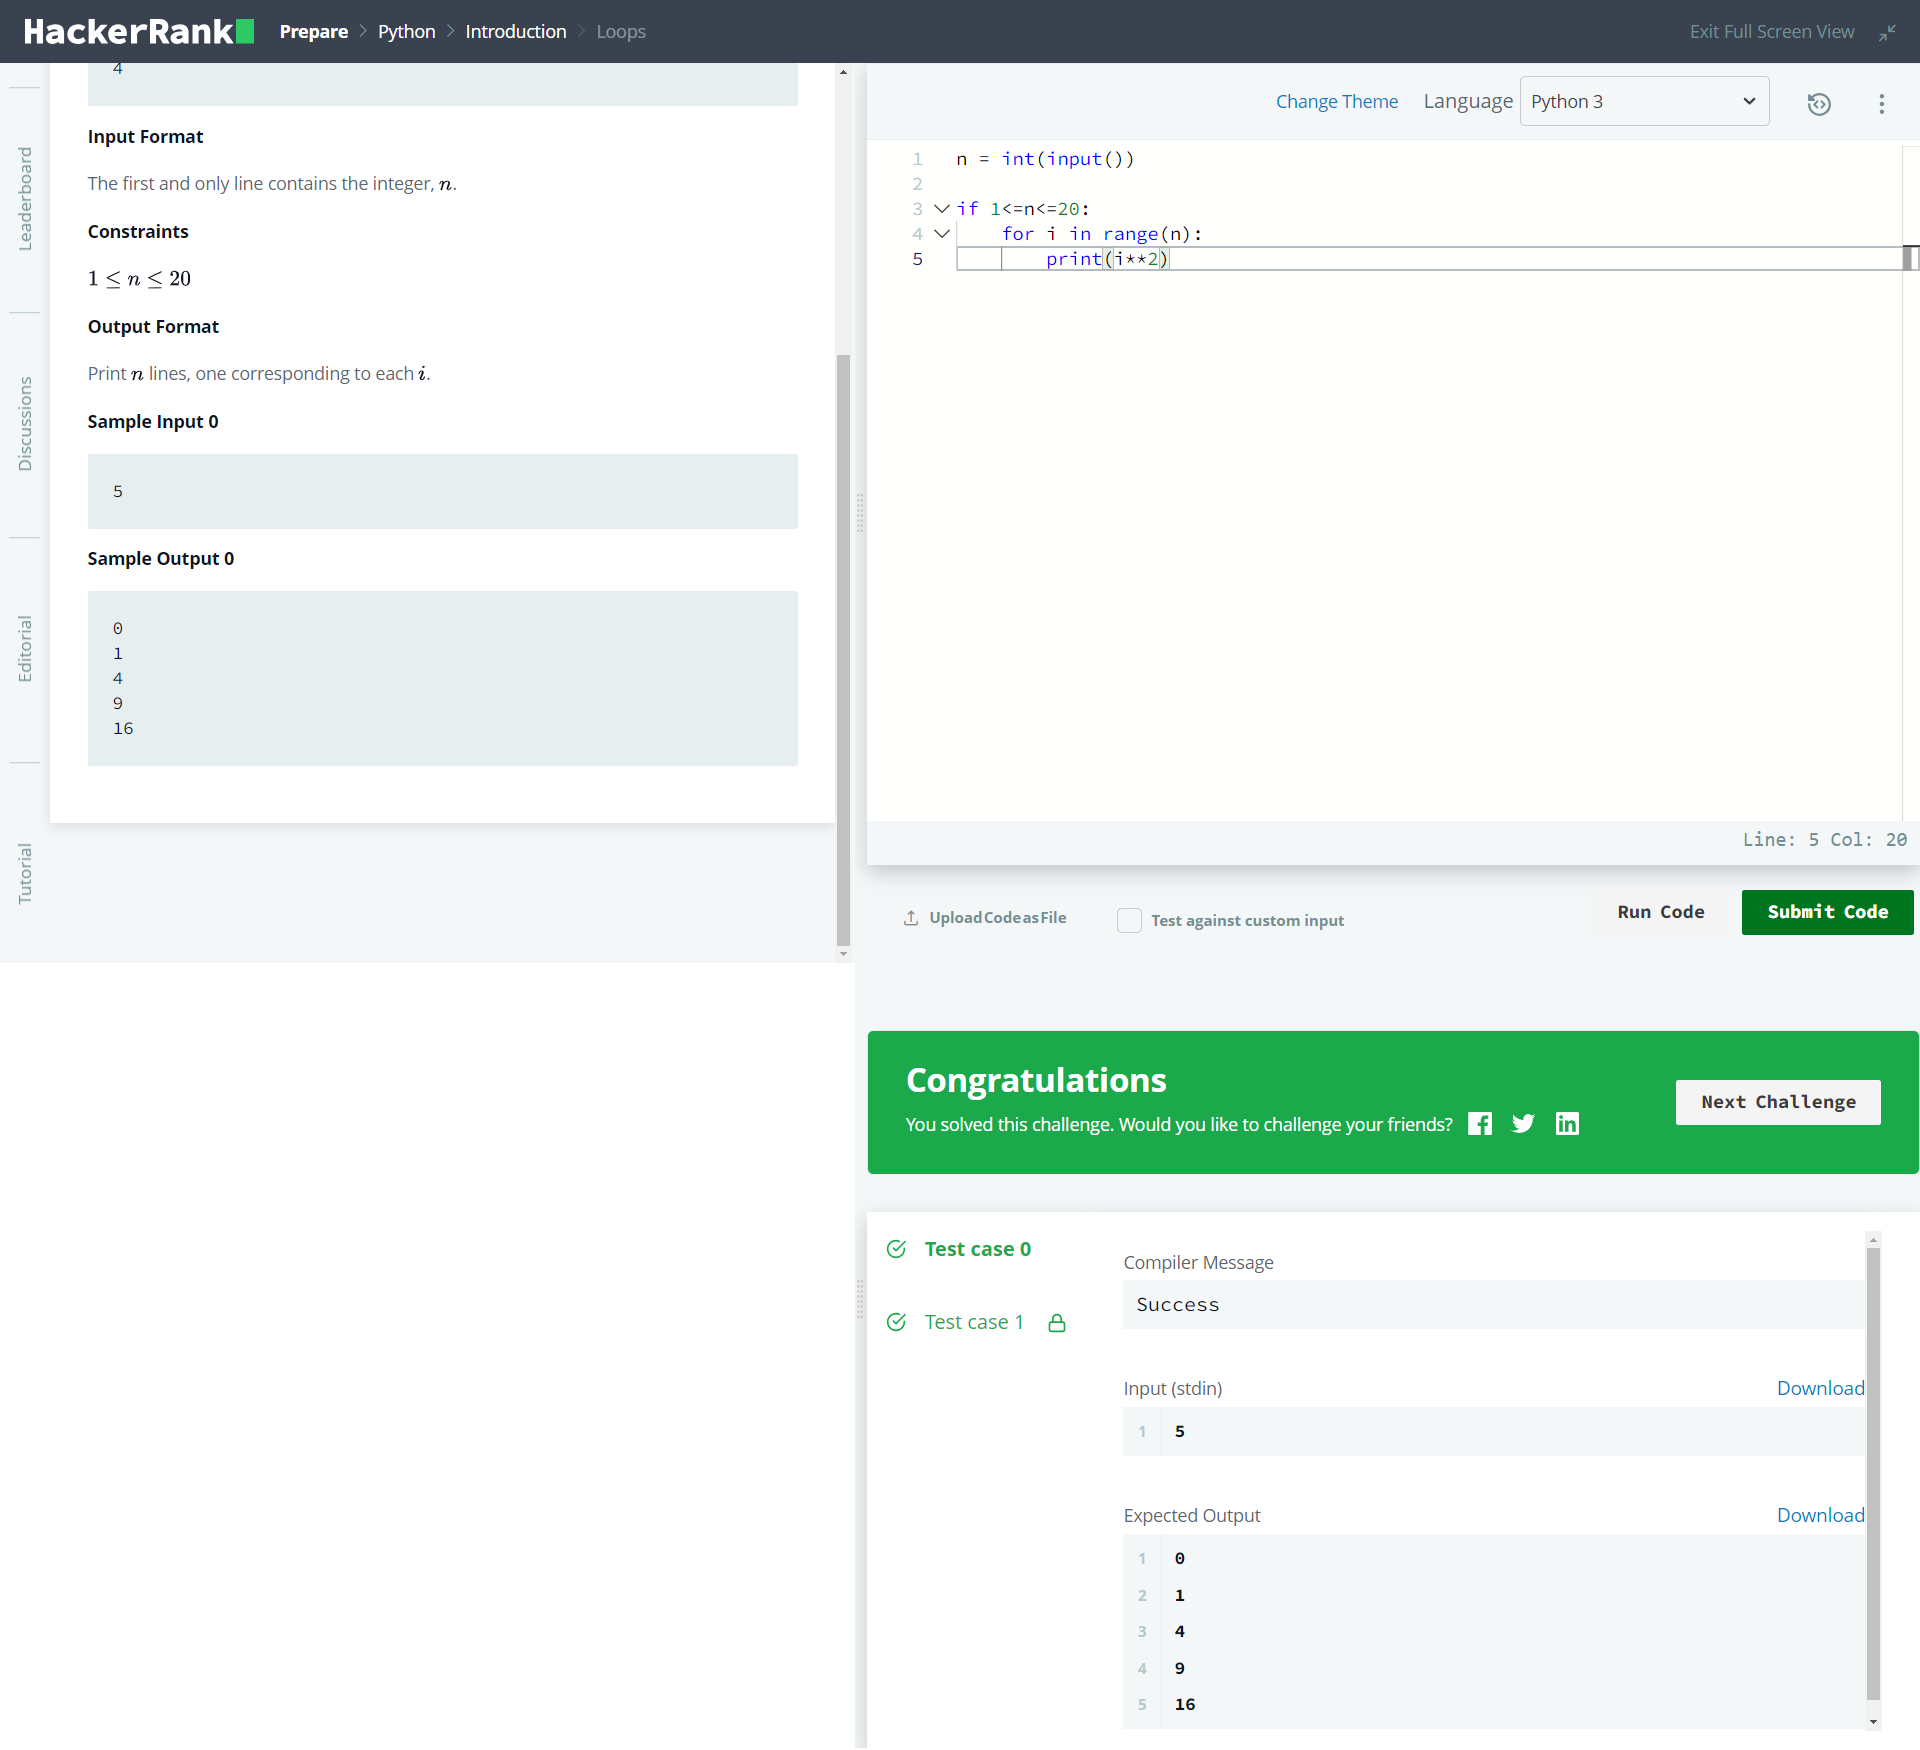 HackerRank Prepare > Python > Introduction > Loops
Exit Full Screen View
Leaderboard
Discussions
Editorial
Tutorial
4
Input Format
The first and only line contains the integer, n.
Constraints
1 ≤ n ≤ 20
Output Format
Print n lines, one corresponding to each i.
Sample Input 0
5
Sample Output 0
0
1
4
9
16
Change Theme Language Python 3
1 n = int(input())
2
3 if 1<=n<=20:
4     for i in range(n):
5         print(i**2)
Line: 5 Col: 20
Upload Code as File Test against custom input Run Code Submit Code
Congratulations
You solved this challenge. Would you like to challenge your friends?
Next Challenge
Test case 0
Test case 1
Compiler Message
Success
Input (stdin) Download
1 5
Expected Output Download
1 0
2 1
3 4
4 9
5 16